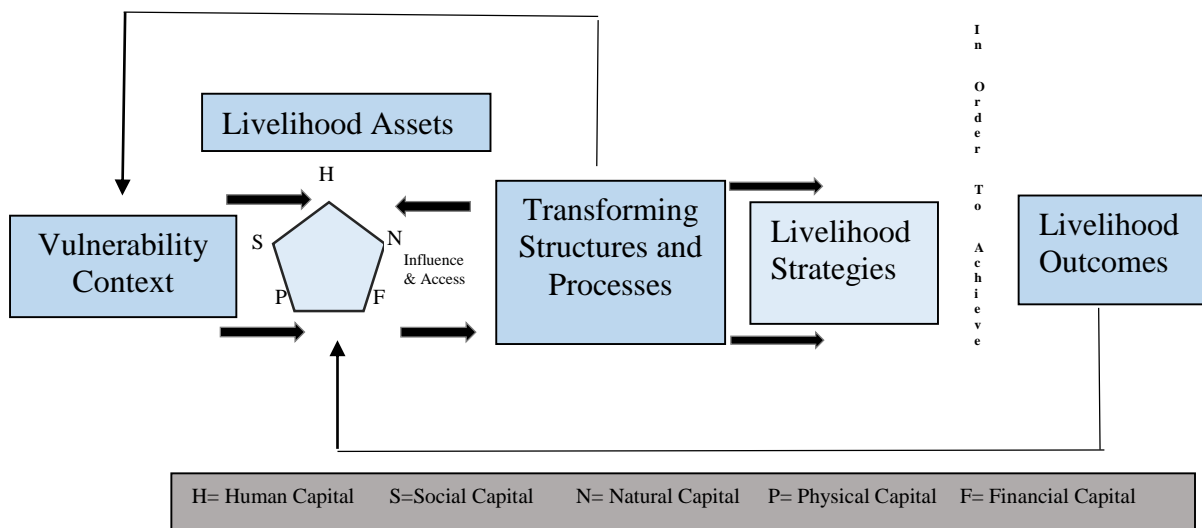 Livelihood Assets
H
S
N
P
F
Vulnerability
Context
Influence
& Access
Transforming
Structures and
Processes
Livelihood
Strategies
In Order To Achieve
Livelihood
Outcomes
H= Human Capital S=Social Capital N= Natural Capital P= Physical Capital F= Financial Capital